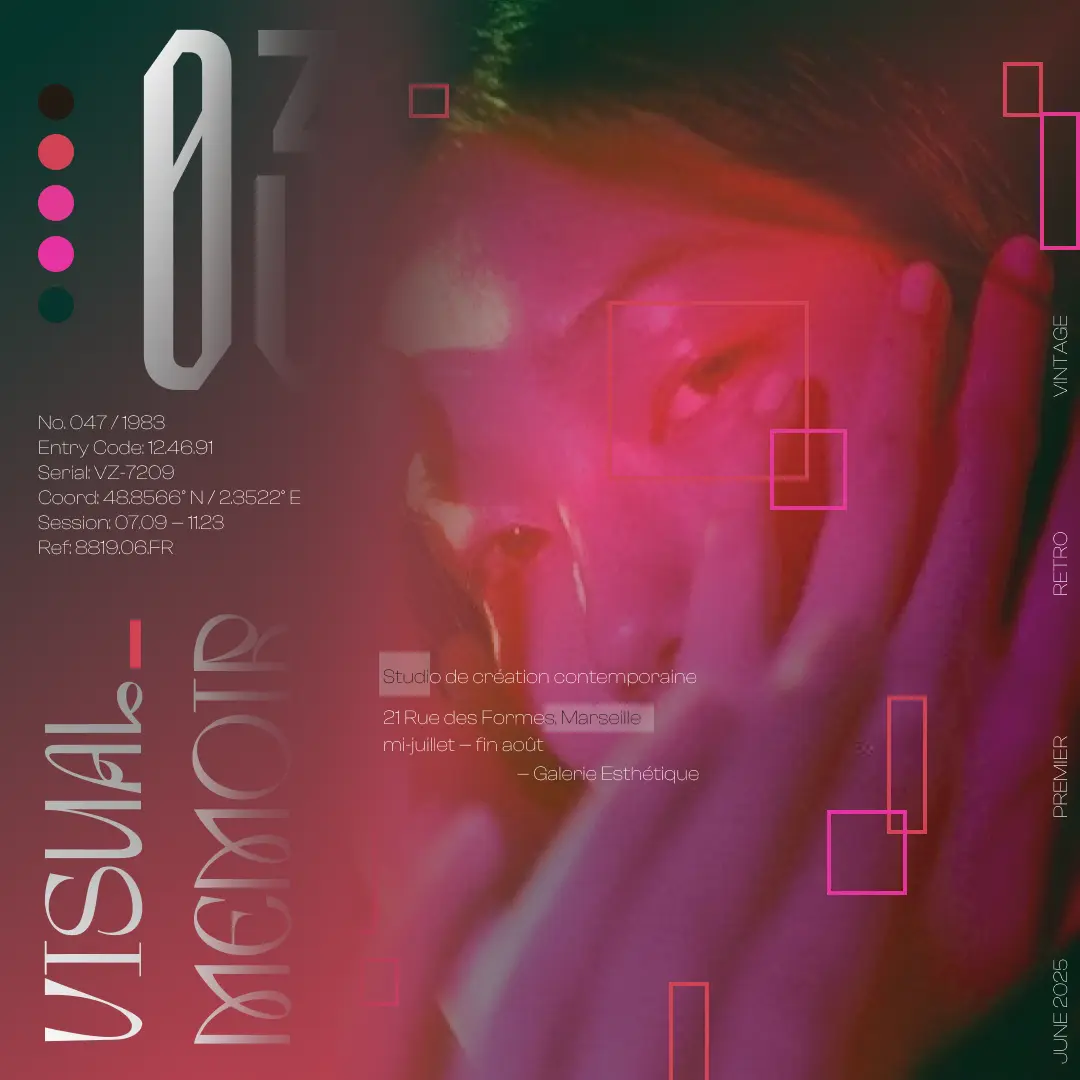 07
No. 047 / 1983
Entry Code: 12.46.91
Serial: VZ-7209
Coord: 48.8566° N / 2.3522° E
Session: 07.09 – 11.23
Ref: 8819.06.FR
VISUAL
MEMOIR
Studio de création contemporaine
21 Rue des Formes, Marseille
mi-juillet – fin août
– Galerie Esthétique
VINTAGE
RETRO
PREMIER
JUNE 2025